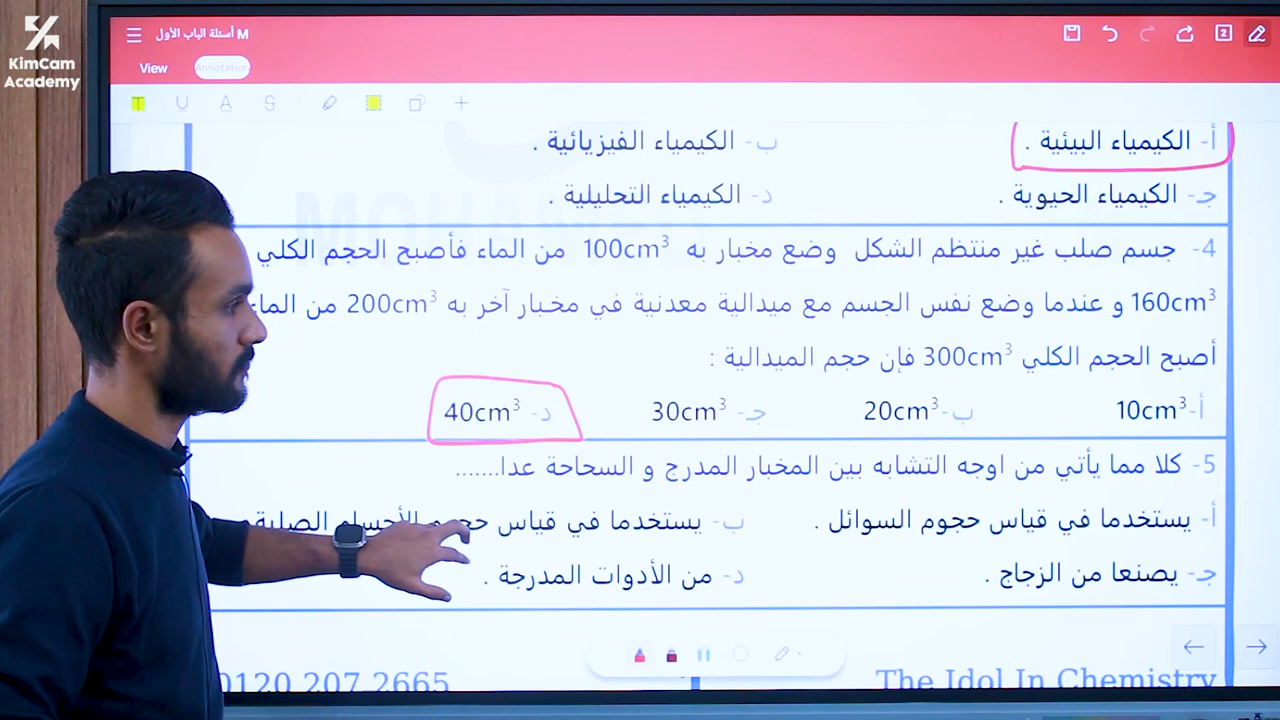 KimCam
Academy
M أسئلة الباب الأول
View
Annotation
أ- الكيمياء البيئية .
ب- الكيمياء الفيزيائية .
جـ- الكيمياء الحيوية .
د- الكيمياء التحليلية .
4- جسم صلب غير منتظم الشكل وضع مخبار به 100cm³ من الماء فأصبح الحجم الكلي
160cm³ و عندما وضع نفس الجسم مع ميدالية معدنية في مخبار آخر به 200cm³ من الماء
أصبح الحجم الكلي 300cm³ فإن حجم الميدالية :
أ- 10cm³
ب- 20cm³
جـ- 30cm³
د- 40cm³
5- كلا مما يأتي من اوجه التشابه بين المخبار المدرج و السحاحة عدا.......
أ- يستخدما في قياس حجوم السوائل .
ب- يستخدما في قياس حجوم الأجسام الصلبة
جـ- يصنعا من الزجاج .
د- من الأدوات المدرجة .
0120 207 2665
The Idol In Chemistry